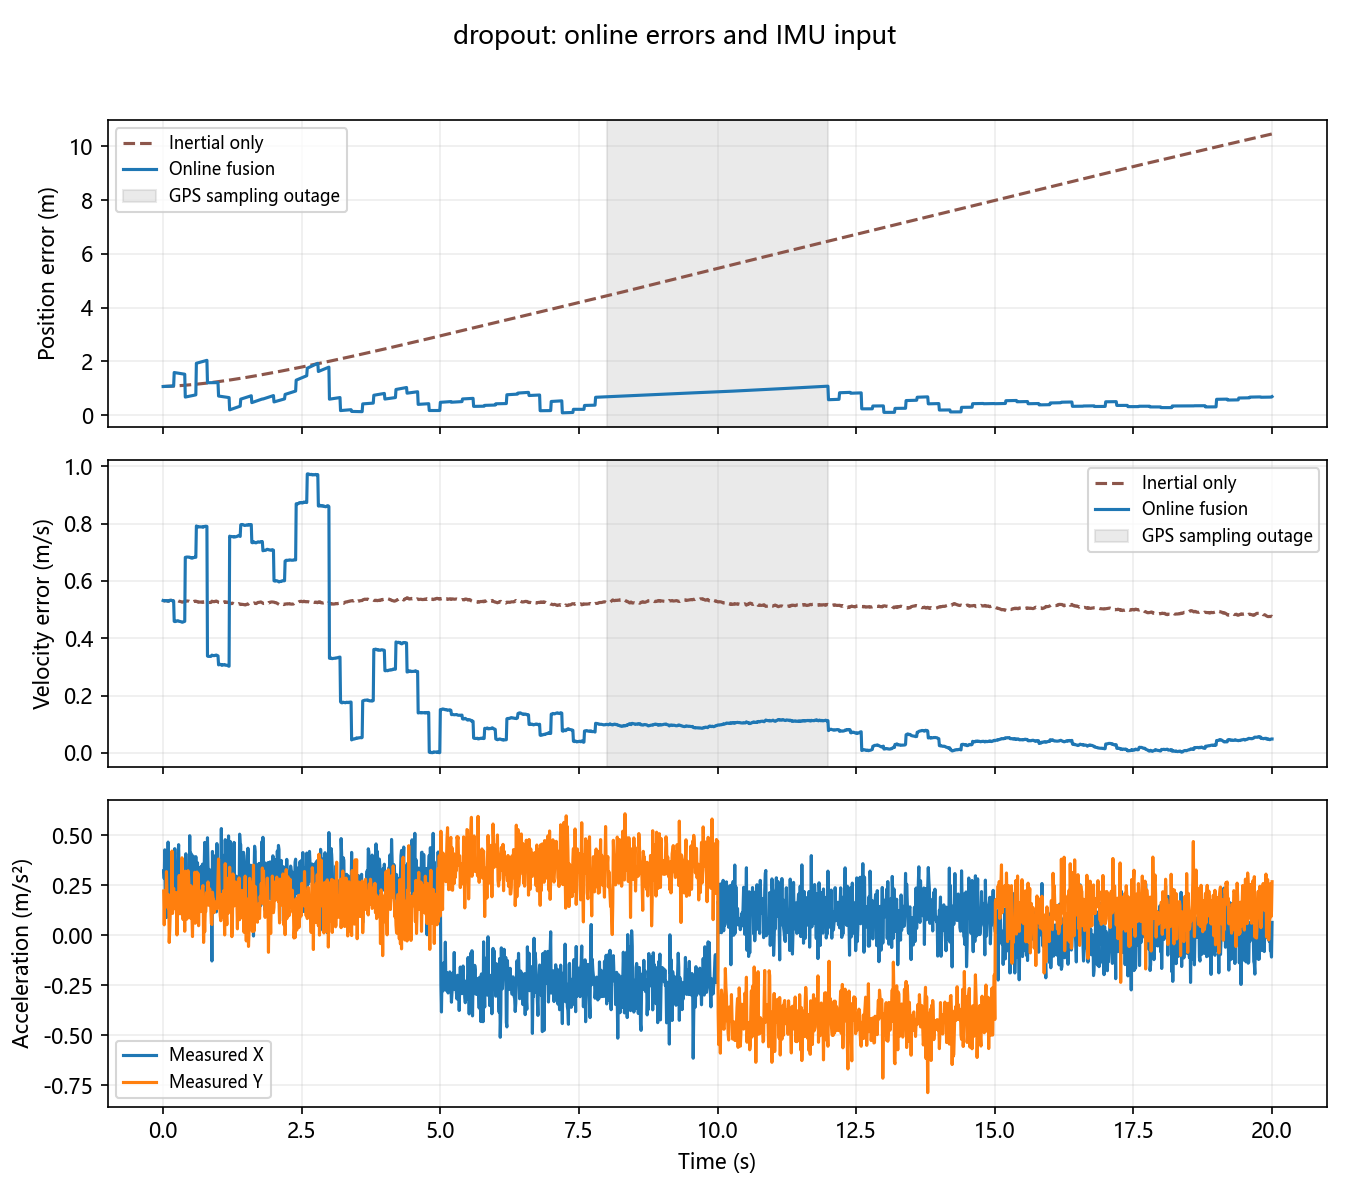 dropout: online errors and IMU input
Position error (m)
10
8
6
4
2
0
Inertial only
Online fusion
GPS sampling outage
Velocity error (m/s)
1.0
0.8
0.6
0.4
0.2
0.0
Inertial only
Online fusion
GPS sampling outage
Acceleration (m/s²)
0.50
0.25
0.00
-0.25
-0.50
-0.75
Measured X
Measured Y
0.0 2.5 5.0 7.5 10.0 12.5 15.0 17.5 20.0
Time (s)